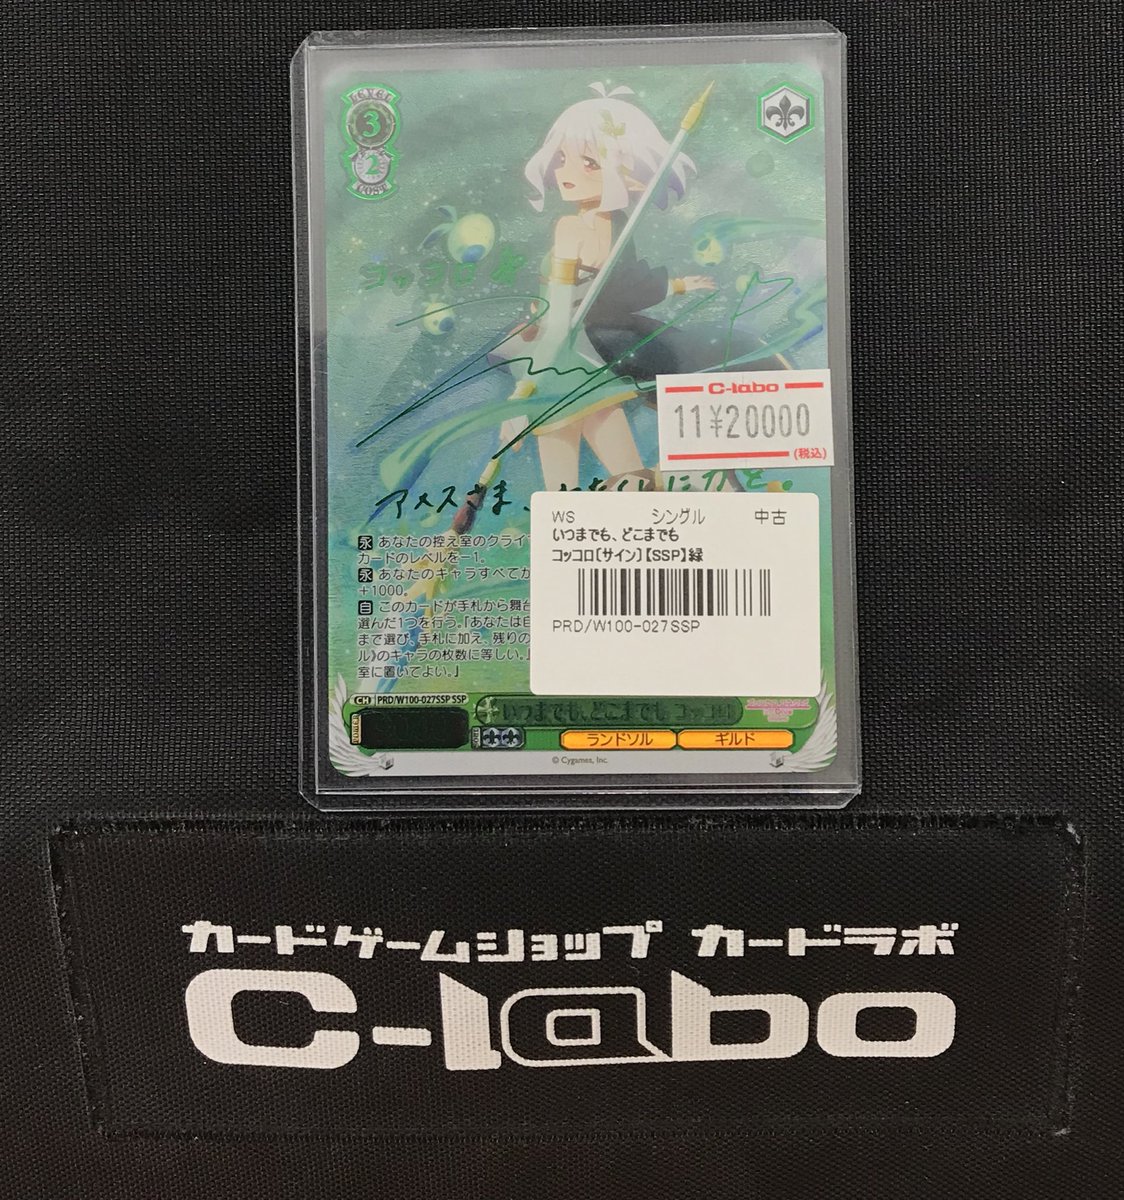 LEVEL
3
2
COST
コッコロ
C-labo
11¥20000
(税込)
アメスさま、わたくしに力を。
WS シングル 中古
いつまでも、どこまでも
コッコロ〔サイン〕【SSP】緑
PRD/W100-027SSP
永 あなたの控え室のクライ
カードのレベルを－1。
永 あなたのキャラすべてが
+1000。
自 このカードが手札から舞台
選んだ1つを行う。『あなたは自
まで選び、手札に加え、残りの
ル》のキャラの枚数に等しい。』
室に置いてよい。』
CH PRD/W100-027SSP SSP
いつまでも、どこまでも コッコロ
ランドソル ギルド
© Cygames, Inc.
カードゲームショップ カードラボ
C-labo